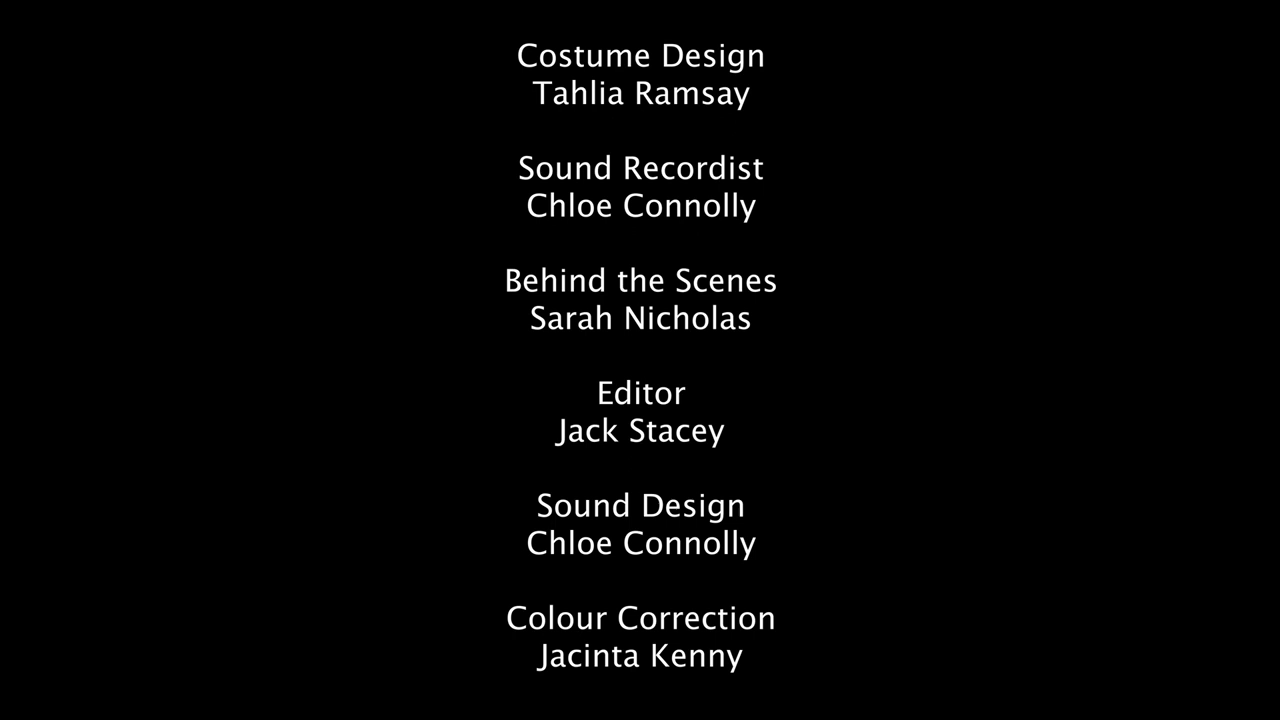 Costume Design
Tahlia Ramsay
Sound Recordist
Chloe Connolly
Behind the Scenes
Sarah Nicholas
Editor
Jack Stacey
Sound Design
Chloe Connolly
Colour Correction
Jacinta Kenny